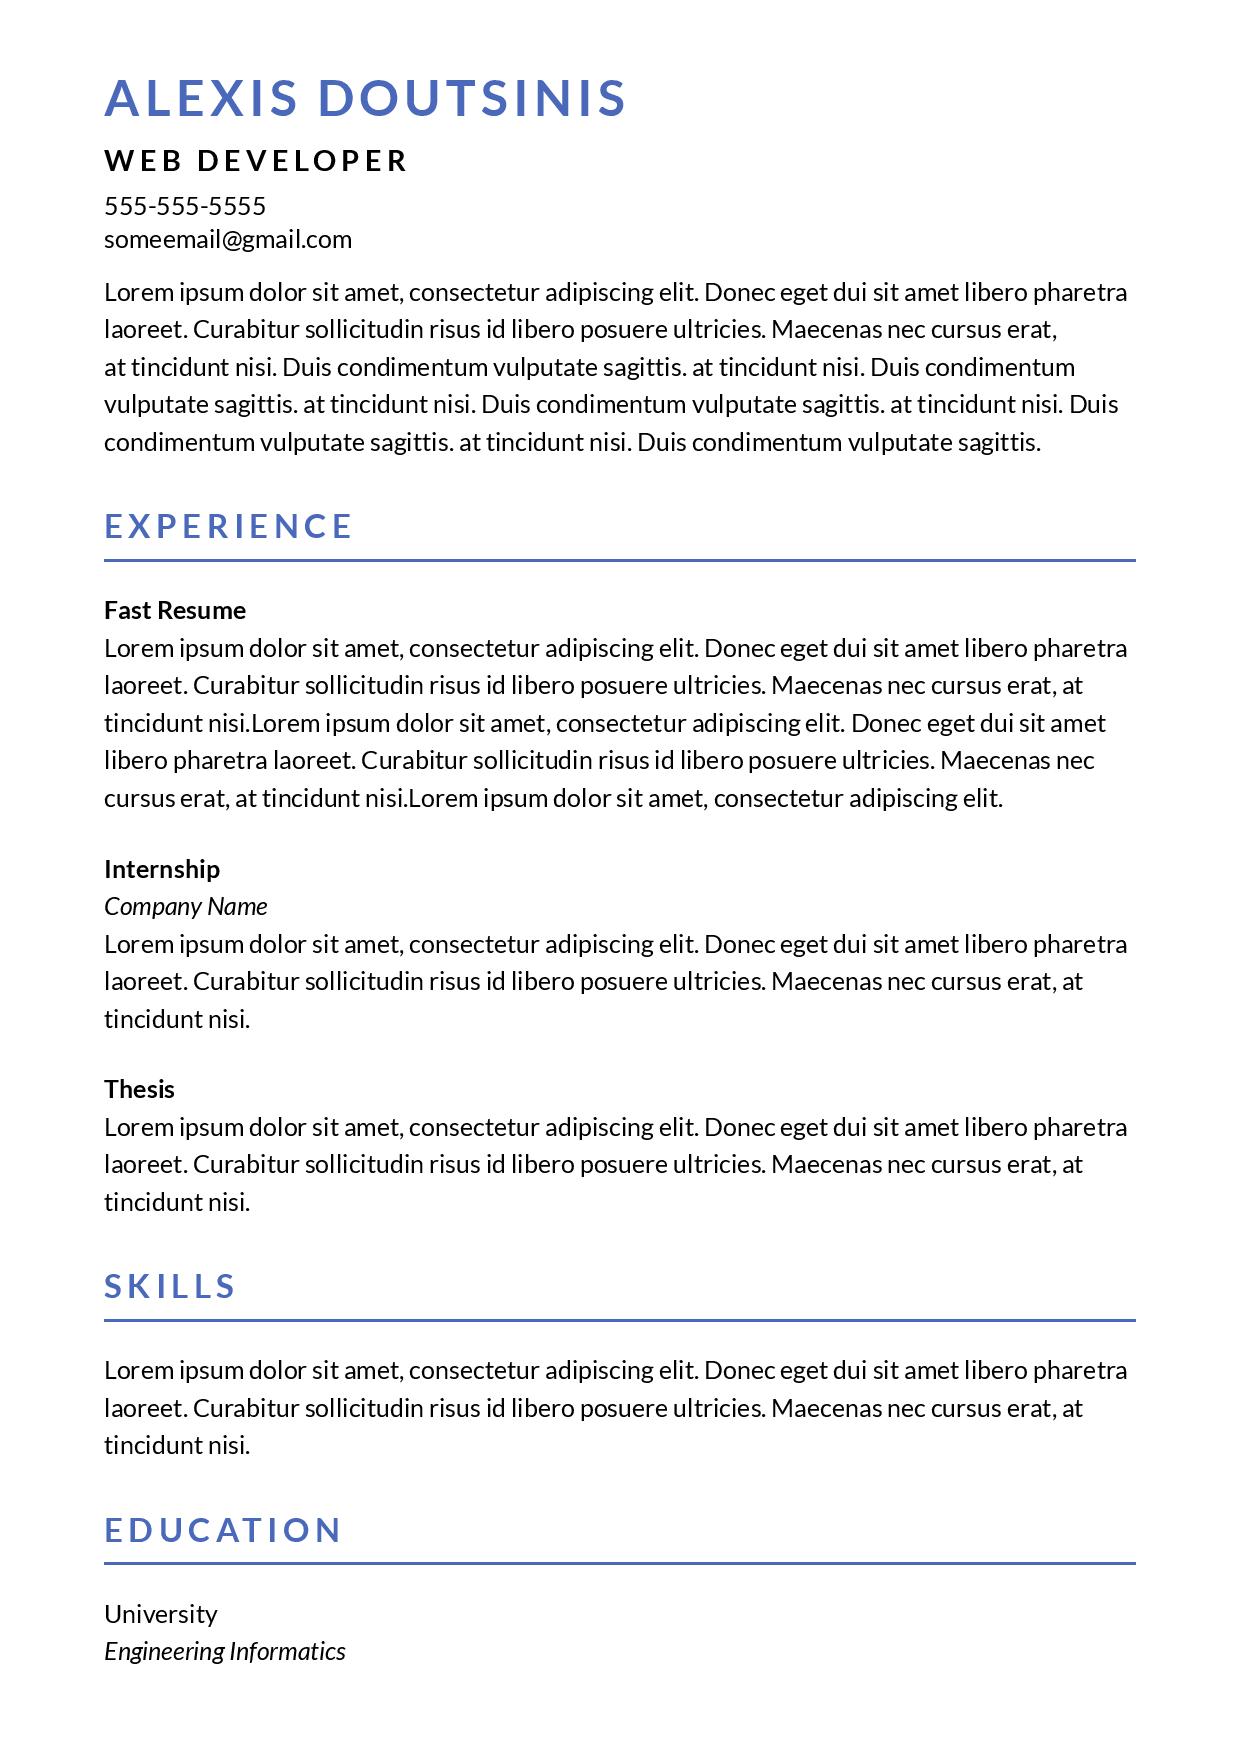 ALEXIS DOUTSINIS
WEB DEVELOPER
555-555-5555
someemail@gmail.com
Lorem ipsum dolor sit amet, consectetur adipiscing elit. Donec eget dui sit amet libero pharetra
laoreet. Curabitur sollicitudin risus id libero posuere ultricies. Maecenas nec cursus erat,
at tincidunt nisi. Duis condimentum vulputate sagittis. at tincidunt nisi. Duis condimentum
vulputate sagittis. at tincidunt nisi. Duis condimentum vulputate sagittis. at tincidunt nisi. Duis
condimentum vulputate sagittis. at tincidunt nisi. Duis condimentum vulputate sagittis.
EXPERIENCE
Fast Resume
Lorem ipsum dolor sit amet, consectetur adipiscing elit. Donec eget dui sit amet libero pharetra
laoreet. Curabitur sollicitudin risus id libero posuere ultricies. Maecenas nec cursus erat, at
tincidunt nisi.Lorem ipsum dolor sit amet, consectetur adipiscing elit. Donec eget dui sit amet
libero pharetra laoreet. Curabitur sollicitudin risus id libero posuere ultricies. Maecenas nec
cursus erat, at tincidunt nisi.Lorem ipsum dolor sit amet, consectetur adipiscing elit.
Internship
Company Name
Lorem ipsum dolor sit amet, consectetur adipiscing elit. Donec eget dui sit amet libero pharetra
laoreet. Curabitur sollicitudin risus id libero posuere ultricies. Maecenas nec cursus erat, at
tincidunt nisi.
Thesis
Lorem ipsum dolor sit amet, consectetur adipiscing elit. Donec eget dui sit amet libero pharetra
laoreet. Curabitur sollicitudin risus id libero posuere ultricies. Maecenas nec cursus erat, at
tincidunt nisi.
SKILLS
Lorem ipsum dolor sit amet, consectetur adipiscing elit. Donec eget dui sit amet libero pharetra
laoreet. Curabitur sollicitudin risus id libero posuere ultricies. Maecenas nec cursus erat, at
tincidunt nisi.
EDUCATION
University
Engineering Informatics